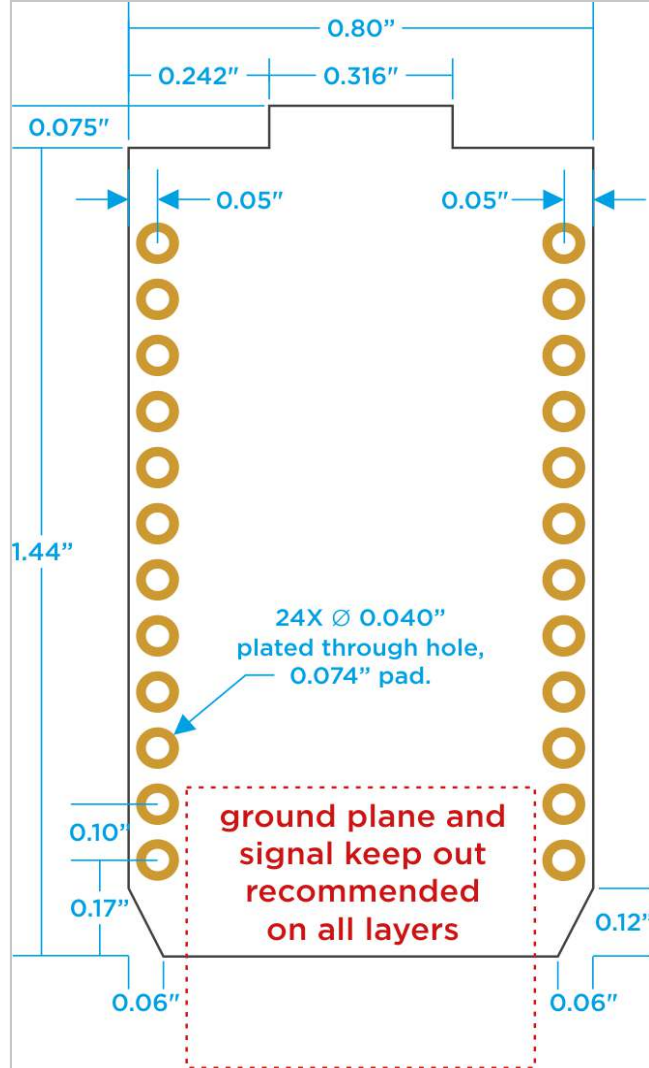 0.80"
0.242"
0.316"
0.075"
0.05"
0.05"
1.44”
24X Ø 0.040”
plated through hole,
0.074” pad.
ground plane and
signal keep out
recommended
on all layers
0.10"
0.17"
0.12"
0.06"
0.06"